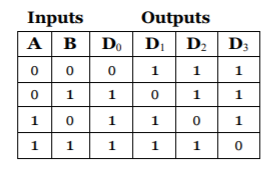 Inputs Outputs
A B D₀ D₁ D₂ D₃
0 0 0 1 1 1
0 1 1 0 1 1
1 0 1 1 0 1
1 1 1 1 1 0